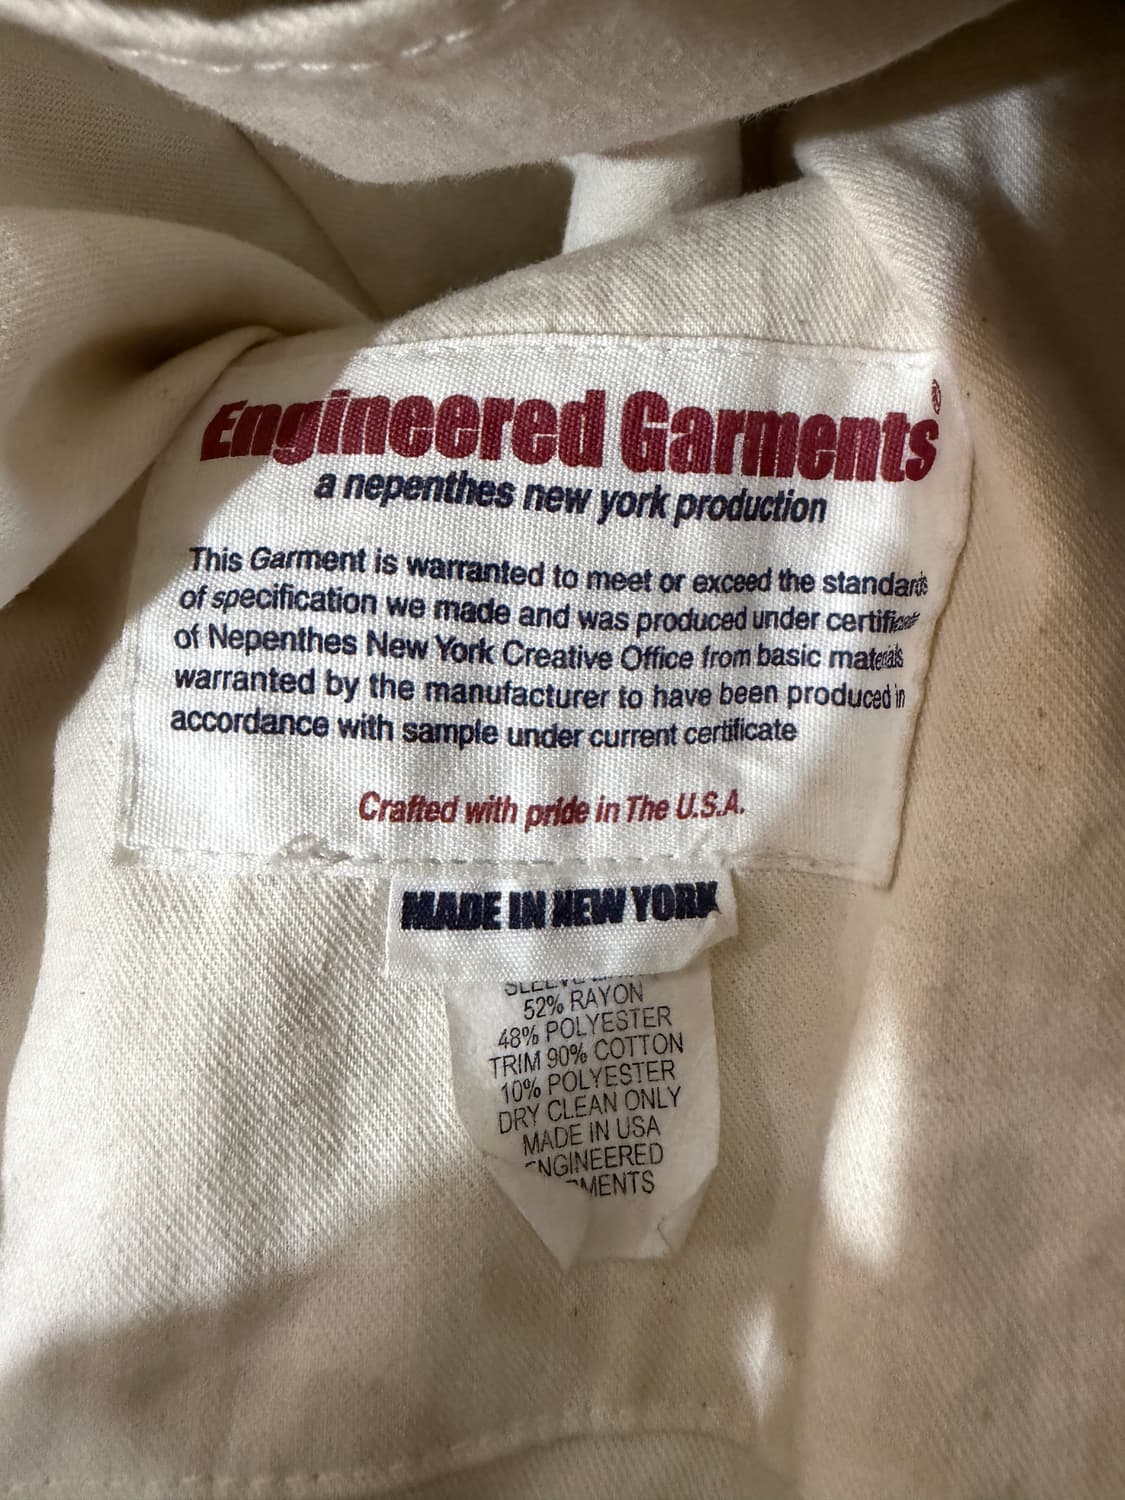 Engineered Garments®
a nepenthes new york production
This Garment is warranted to meet or exceed the standards
of specification we made and was produced under certificate
of Nepenthes New York Creative Office from basic materials
warranted by the manufacturer to have been produced in
accordance with sample under current certificate
Crafted with pride in The U.S.A.
MADE IN NEW YORK
52% RAYON
48% POLYESTER
TRIM 90% COTTON
10% POLYESTER
DRY CLEAN ONLY
MADE IN USA
ENGINEERED